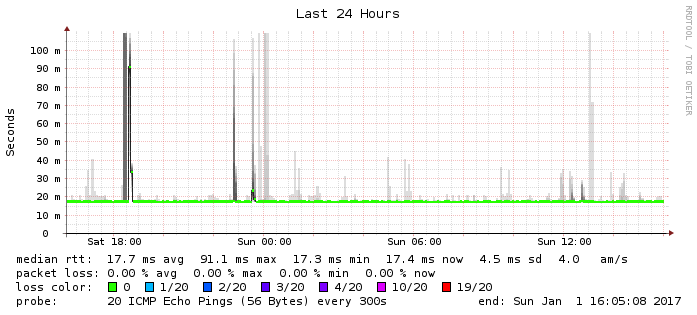 Last 24 Hours
RRDTOOL / TOBI OETIKER
Seconds
100 m
90 m
80 m
70 m
60 m
50 m
40 m
30 m
20 m
10 m
0
Sat 18:00 Sun 00:00 Sun 06:00 Sun 12:00
median rtt: 17.7 ms avg 91.1 ms max 17.3 ms min 17.4 ms now 4.5 ms sd 4.0 am/s
packet loss: 0.00 % avg 0.00 % max 0.00 % min 0.00 % now
loss color: 0 1/20 2/20 3/20 4/20 10/20 19/20
probe: 20 ICMP Echo Pings (56 Bytes) every 300s end: Sun Jan 1 16:05:08 2017